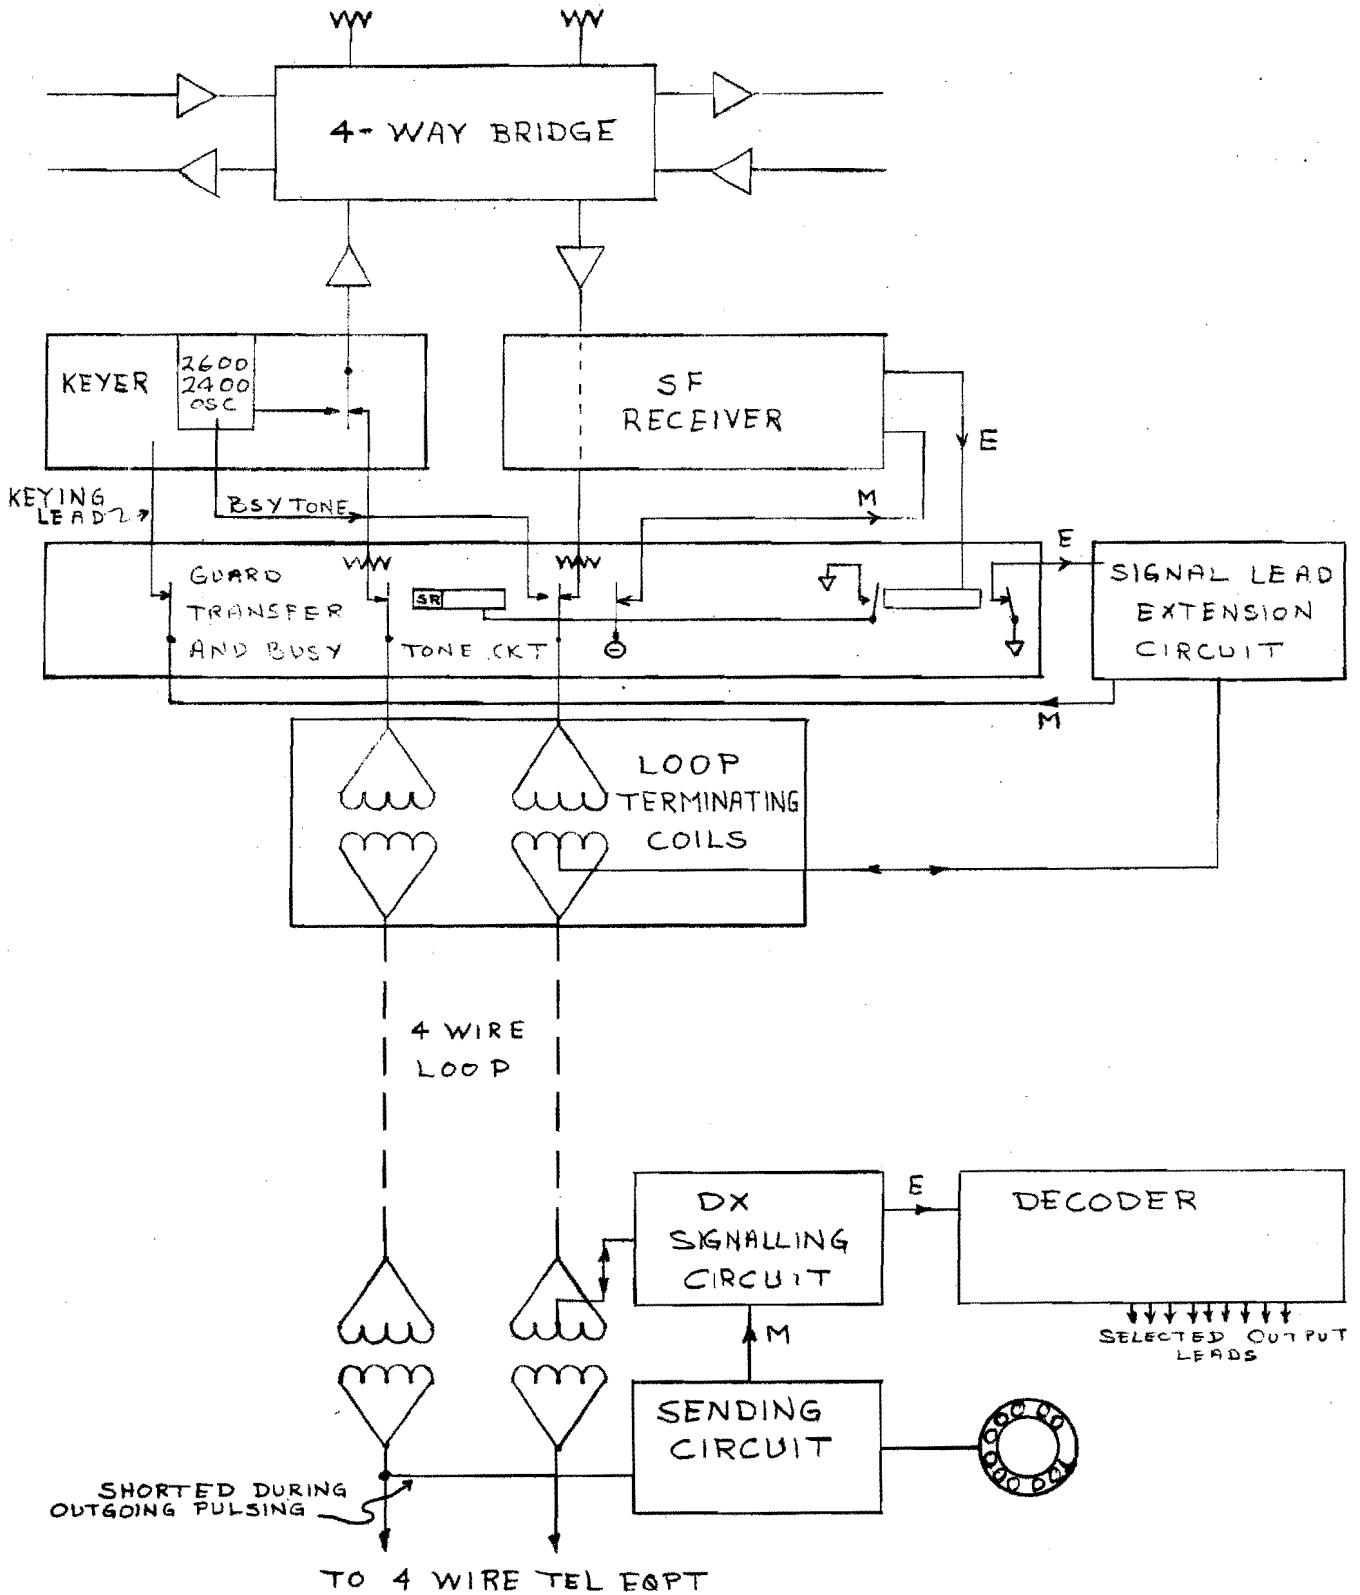 4-WAY BRIDGE
KEYER
2600
2400
OSC
SF
RECEIVER
E
KEYING
LEAD
BSY TONE
M
E
GUARD
TRANSFER
AND BUSY TONE CKT
SR
SIGNAL LEAD
EXTENSION
CIRCUIT
M
LOOP
TERMINATING
COILS
4 WIRE
LOOP
DX
SIGNALLING
CIRCUIT
E
DECODER
SELECTED OUTPUT
LEADS
M
SENDING
CIRCUIT
SHORTED DURING
OUTGOING PULSING
TO 4 WIRE TEL EQPT